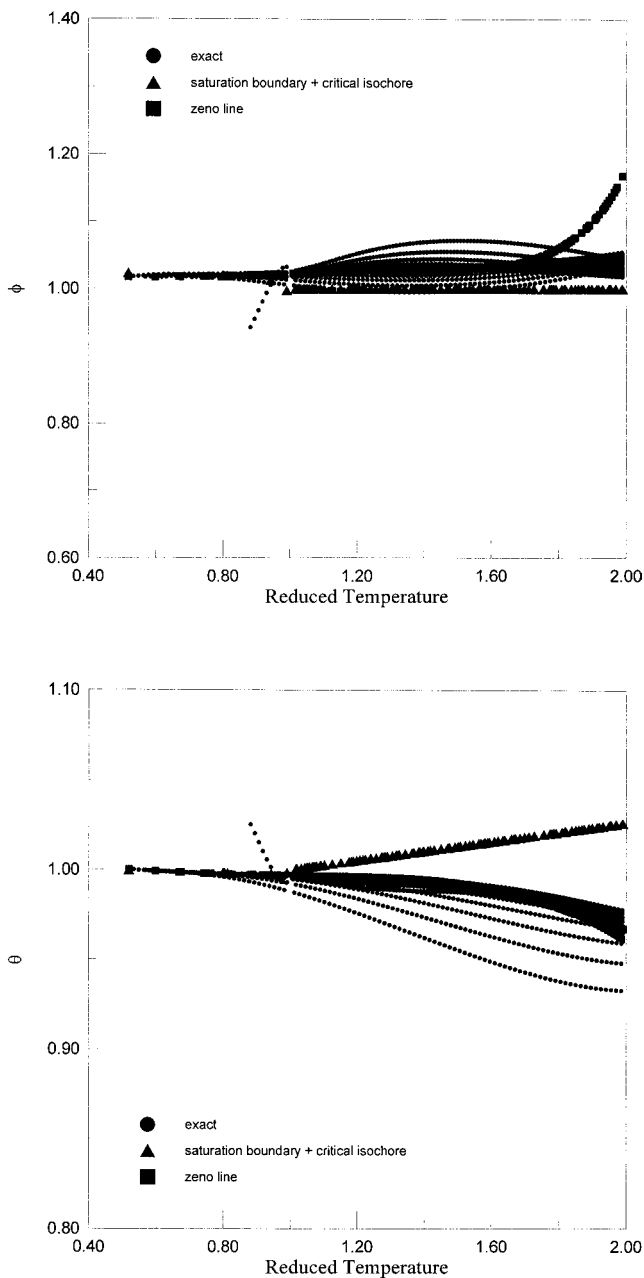 1.40
exact
saturation boundary + critical isochore
zeno line
1.20
ϕ
1.00
0.80
0.60
0.40 0.80 1.20 1.60 2.00
Reduced Temperature
1.10
1.00
θ
0.90
exact
saturation boundary + critical isochore
zeno line
0.80
0.40 0.80 1.20 1.60 2.00
Reduced Temperature